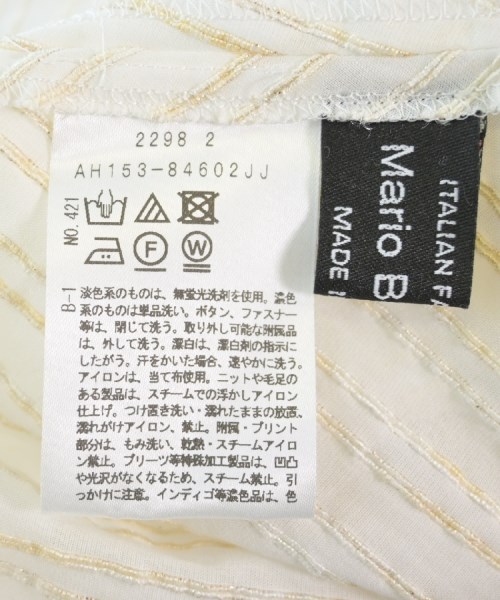 2298 2
AH153-84602JJ
NO. 421
F
W
B-1
淡色系のものは、無蛍光洗剤を使用。濃色
系のものは単品洗い。ボタン、ファスナー
等は、閉じて洗う。取り外し可能な附属品
は、外して洗う。漂白は、漂白剤の指示に
したがう。汗をかいた場合、速やかに洗う。
アイロンは、当て布使用。ニットや毛足の
ある製品は、スチームでの浮かしアイロン
仕上げ。つけ置き洗い・濡れたままの放置、
濡れがけアイロン、禁止。附属・プリント
部分は、もみ洗い、乾熱・スチームアイロ
ン禁止。プリーツ等特殊加工製品は、凹凸
や光沢がなくなるため、スチーム禁止。引
っかけに注意。インディゴ等濃色品は、色
ITALIAN FA
Mario B
MADE I